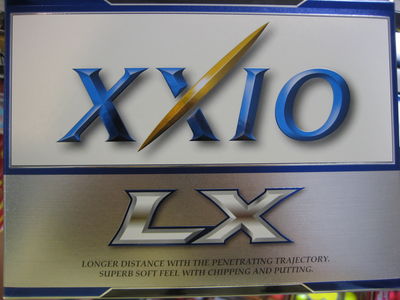 XXIO
LX
LONGER DISTANCE WITH THE PENETRATING TRAJECTORY.
SUPERB SOFT FEEL WITH CHIPPING AND PUTTING.